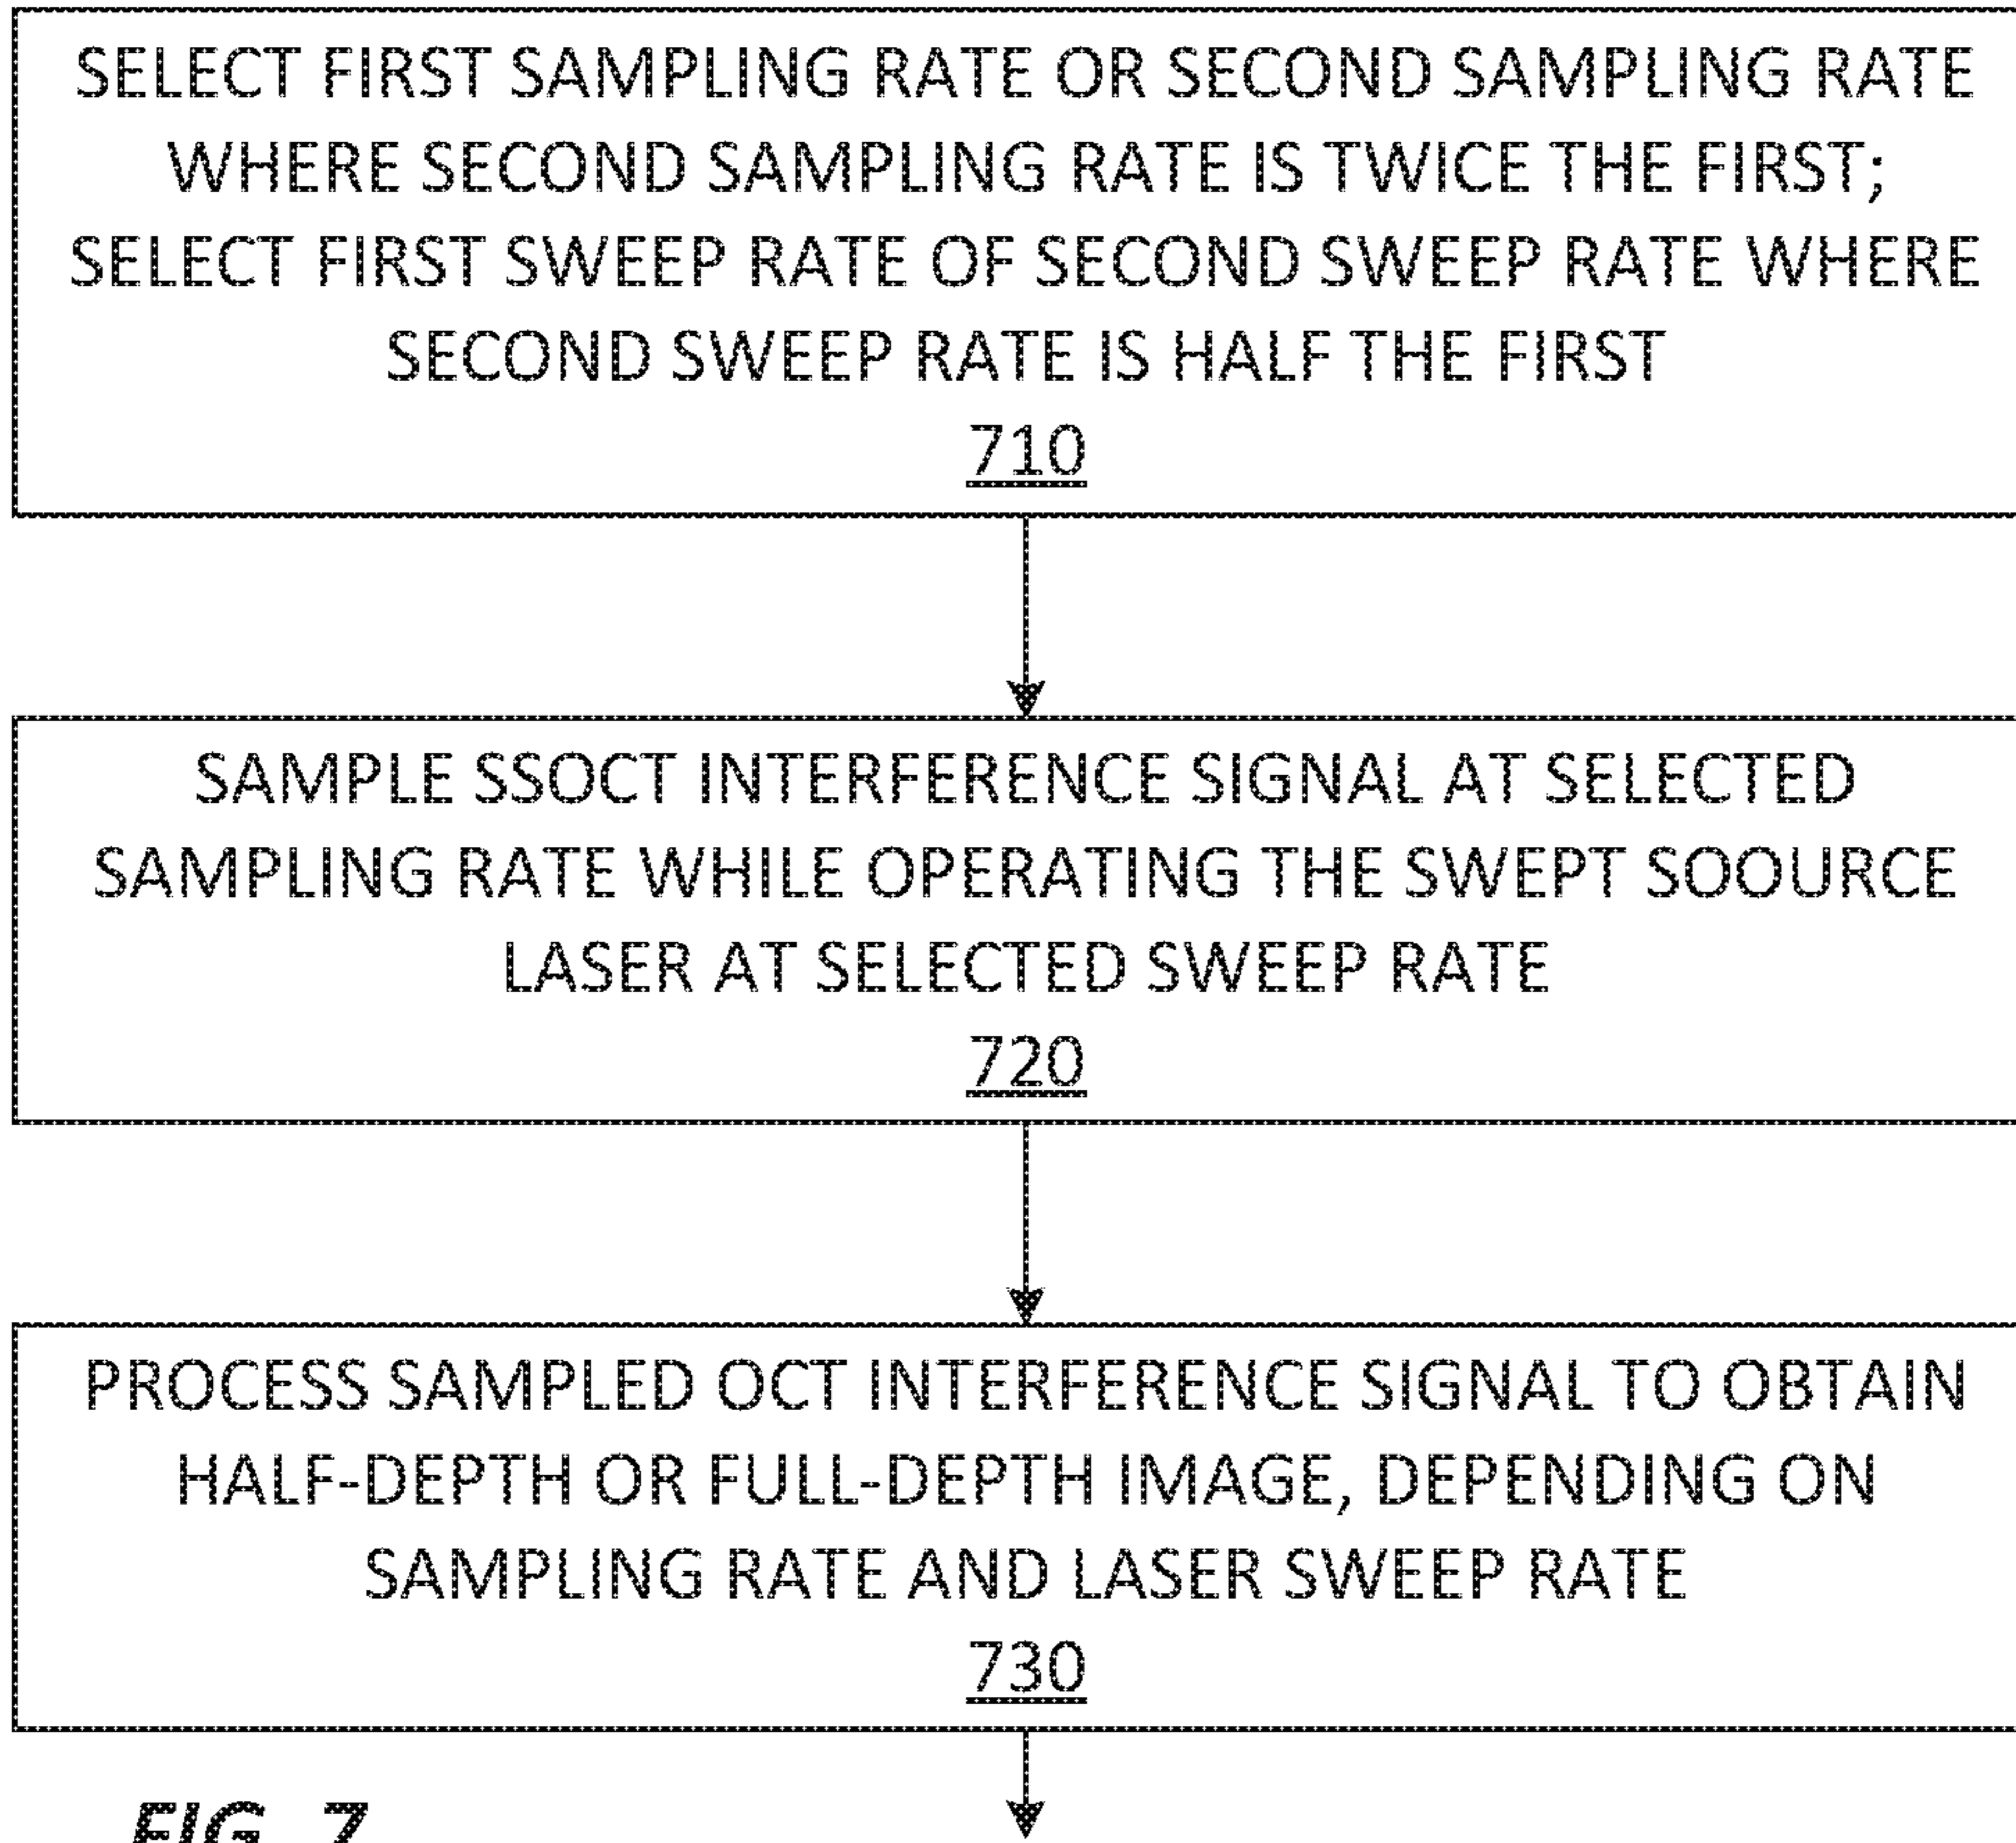 SELECT FIRST SAMPLING RATE OR SECOND SAMPLING RATE
WHERE SECOND SAMPLING RATE IS TWICE THE FIRST;
SELECT FIRST SWEEP RATE OF SECOND SWEEP RATE WHERE
SECOND SWEEP RATE IS HALF THE FIRST
710
SAMPLE SSOCT INTERFERENCE SIGNAL AT SELECTED
SAMPLING RATE WHILE OPERATING THE SWEPT SOOURCE
LASER AT SELECTED SWEEP RATE
720
PROCESS SAMPLED OCT INTERFERENCE SIGNAL TO OBTAIN
HALF-DEPTH OR FULL-DEPTH IMAGE, DEPENDING ON
SAMPLING RATE AND LASER SWEEP RATE
730
FIG. 7